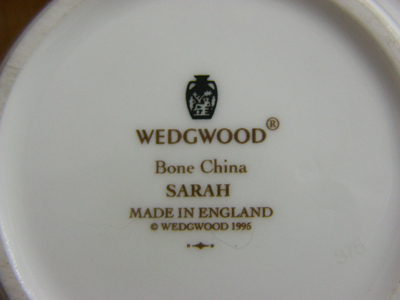 WEDGWOOD®
Bone China
SARAH
MADE IN ENGLAND
© WEDGWOOD 1995